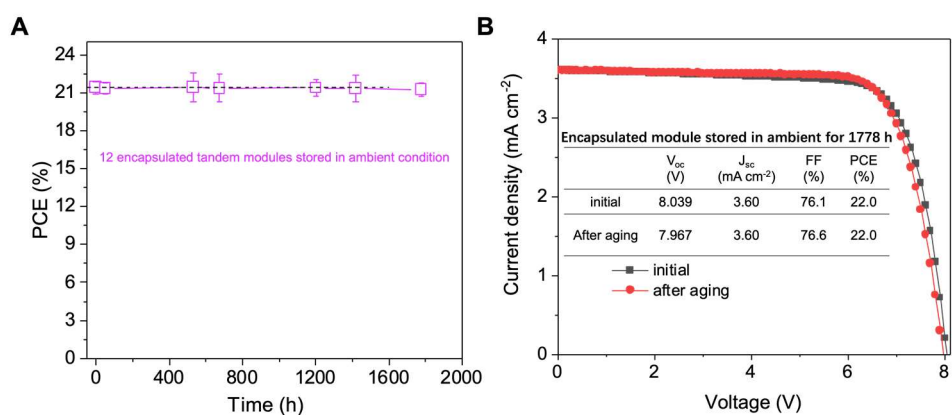 A
PCE (%)
24
21
18
15
12
9
6
3
0
12 encapsulated tandem modules stored in ambient condition
0 400 800 1200 1600 2000
Time (h)
B
Current density (mA cm⁻²)
4
3
2
1
0
Encapsulated module stored in ambient for 1778 h
Voc Jsc FF PCE
(V) (mA cm⁻²) (%) (%)
initial 8.039 3.60 76.1 22.0
After aging 7.967 3.60 76.6 22.0
initial
after aging
0 2 4 6 8
Voltage (V)